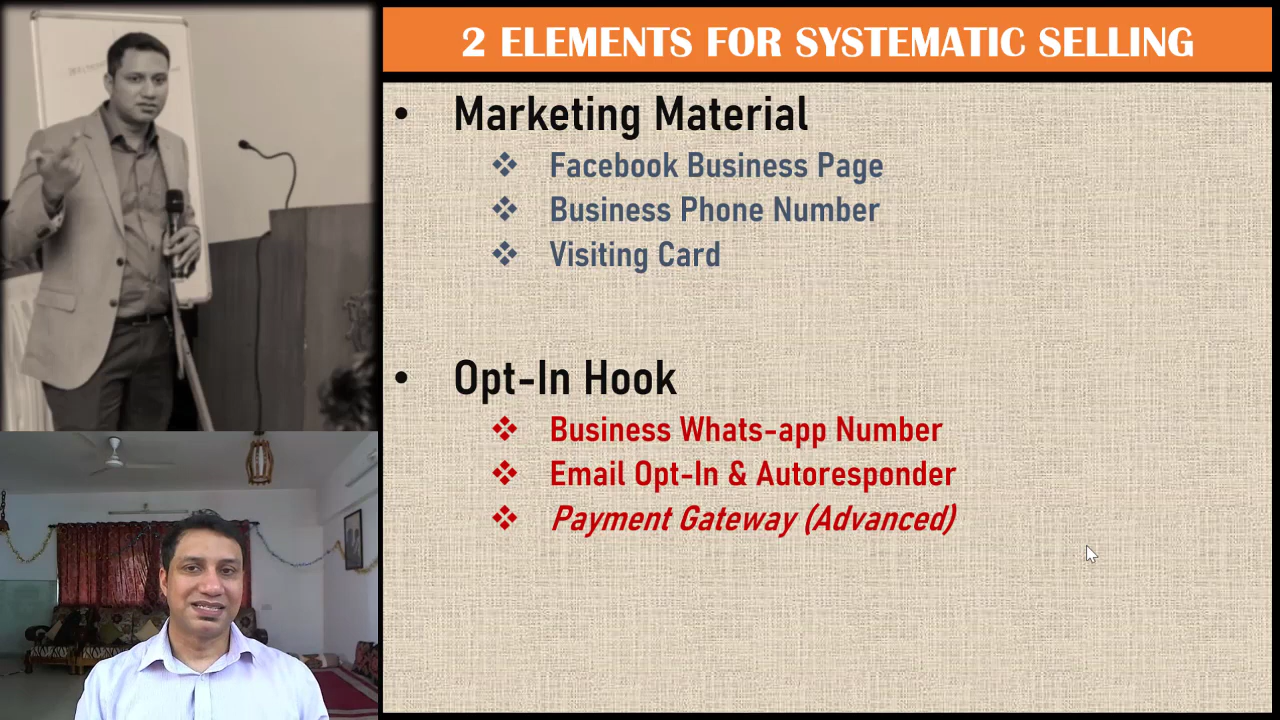 2 ELEMENTS FOR SYSTEMATIC SELLING
• Marketing Material
❖ Facebook Business Page
❖ Business Phone Number
❖ Visiting Card
• Opt-In Hook
❖ Business Whats-app Number
❖ Email Opt-In & Autoresponder
❖ Payment Gateway (Advanced)